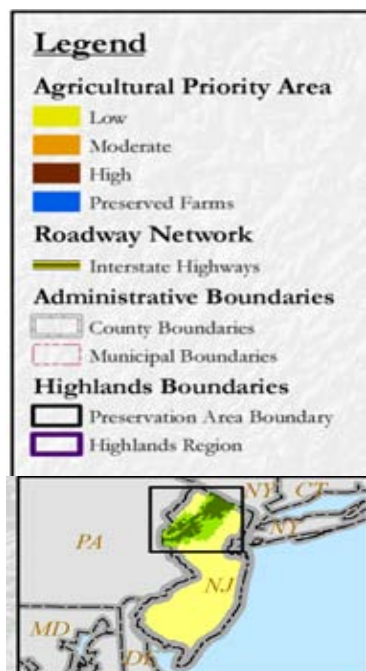 Legend
Agricultural Priority Area
Low
Moderate
High
Preserved Farms
Roadway Network
Interstate Highways
Administrative Boundaries
County Boundaries
Municipal Boundaries
Highlands Boundaries
Preservation Area Boundary
Highlands Region
NY CT
PA
NY
NJ
MD
DE